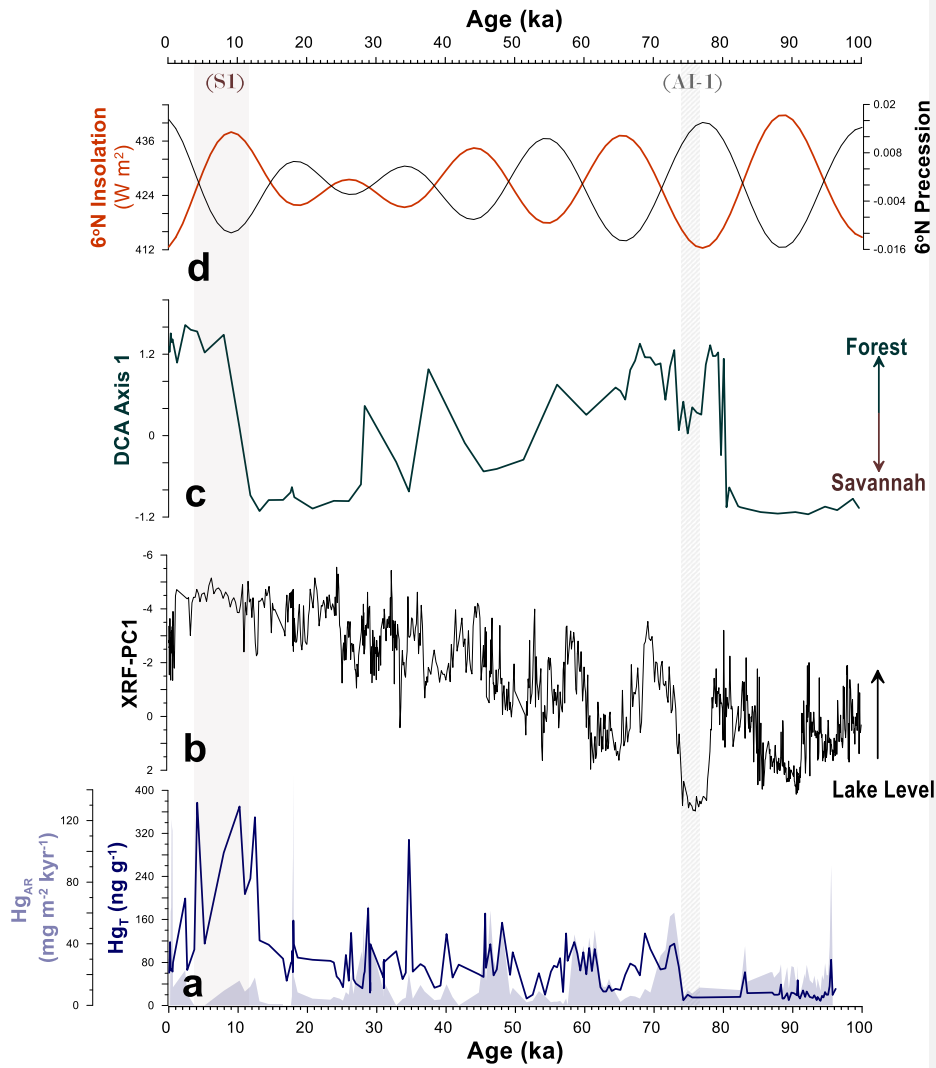 Age (ka)
0 10 20 30 40 50 60 70 80 90 100
(S1) (AI-1)
6ºN Insolation
(W m²)
436
424
412
0.02
0.008
-0.004
-0.016
6ºN Precession
d
DCA Axis 1
1.2
0
-1.2
Forest
Savannah
c
XRF-PC1
-6
-4
-2
0
2
b
Lake Level
Hg_AR
(mg m⁻² kyr⁻¹)
120
80
40
0
Hg_T (ng g⁻¹)
400
320
240
160
80
0
a
0 10 20 30 40 50 60 70 80 90 100
Age (ka)